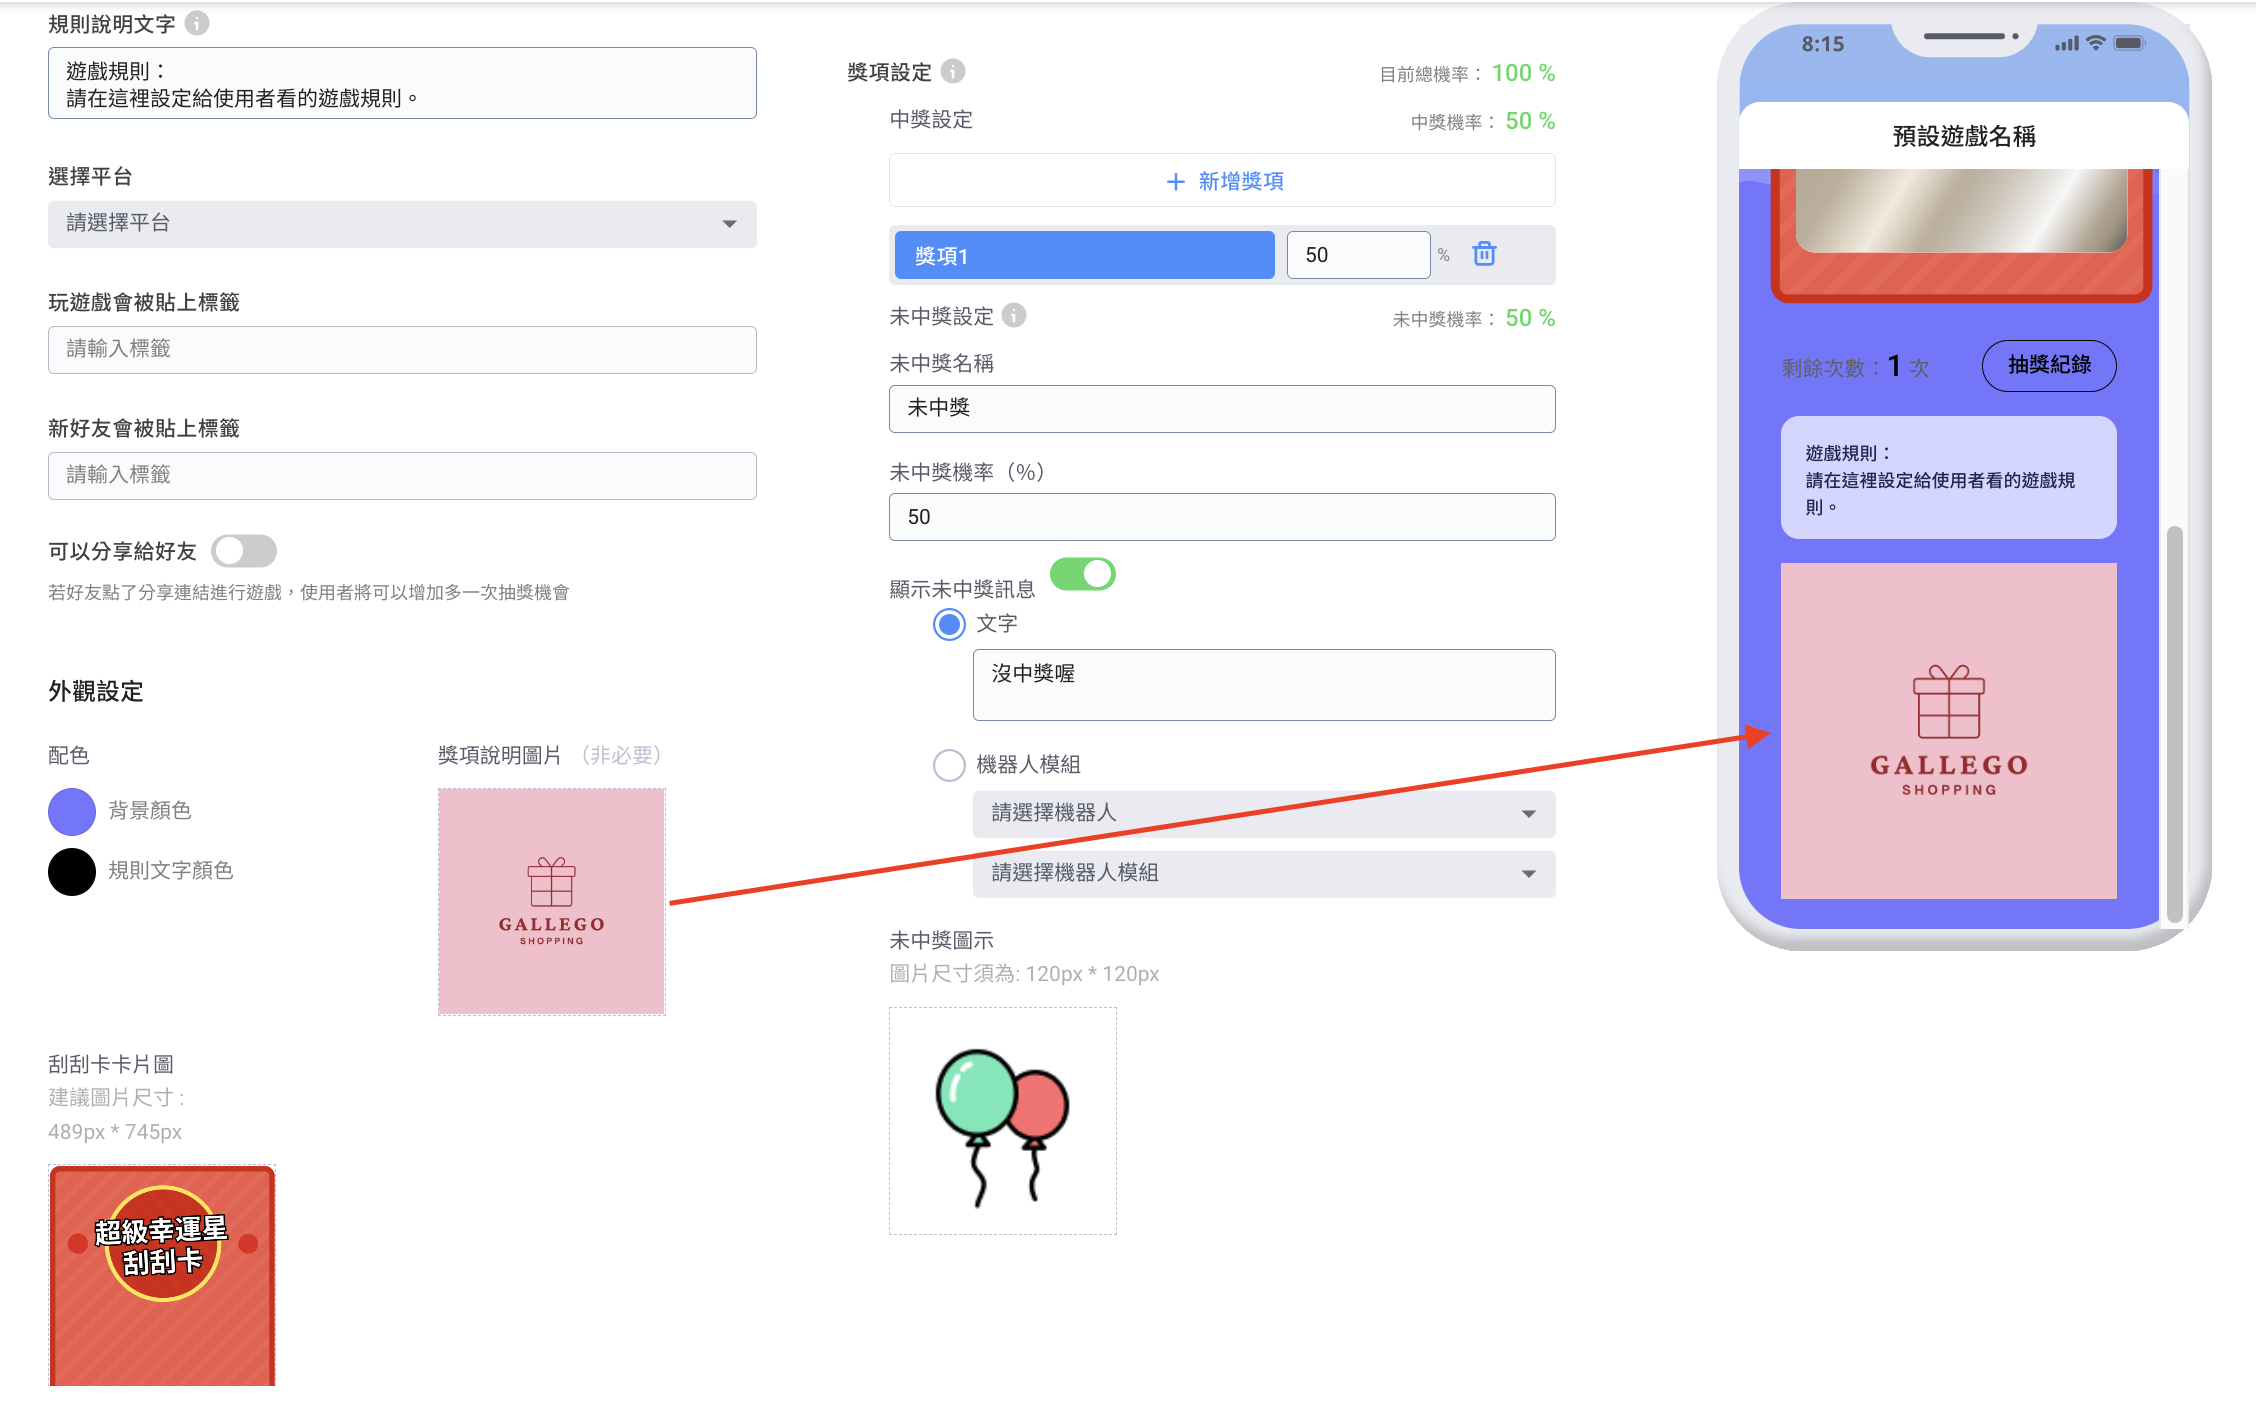 規則說明文字
遊戲規則：
請在這裡設定給使用者看的遊戲規則。
選擇平台
請選擇平台
玩遊戲會被貼上標籤
請輸入標籤
新好友會被貼上標籤
請輸入標籤
可以分享給好友
若好友點了分享連結進行遊戲，使用者將可以增加多一次抽獎機會
外觀設定
配色
背景顏色
規則文字顏色
獎項說明圖片 （非必要）
GALLEGO
SHOPPING
刮刮卡卡片圖
建議圖片尺寸 :
489px * 745px
超級幸運星
刮刮卡
獎項設定
目前總機率： 100 %
中獎設定
中獎機率： 50 %
+ 新增獎項
獎項1
50 %
未中獎設定
未中獎機率： 50 %
未中獎名稱
未中獎
未中獎機率（%）
50
顯示未中獎訊息
文字
沒中獎喔
機器人模組
請選擇機器人
請選擇機器人模組
未中獎圖示
圖片尺寸須為: 120px * 120px
8:15
預設遊戲名稱
剩餘次數：1 次
抽獎紀錄
遊戲規則：
請在這裡設定給使用者看的遊戲規
則。
GALLEGO
SHOPPING